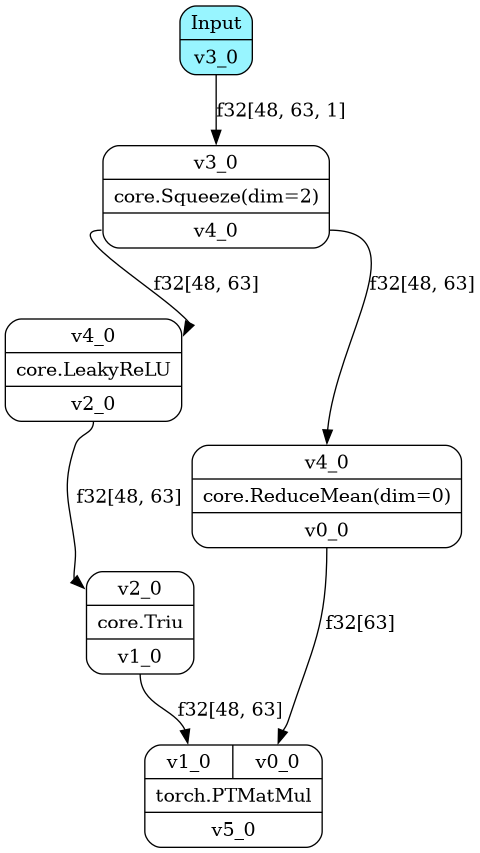 Input
v3_0
f32[48, 63, 1]
v3_0
core.Squeeze(dim=2)
v4_0
f32[48, 63]
f32[48, 63]
v4_0
core.LeakyReLU
v2_0
v4_0
core.ReduceMean(dim=0)
v0_0
f32[48, 63]
v2_0
core.Triu
v1_0
f32[63]
f32[48, 63]
v1_0 v0_0
torch.PTMatMul
v5_0